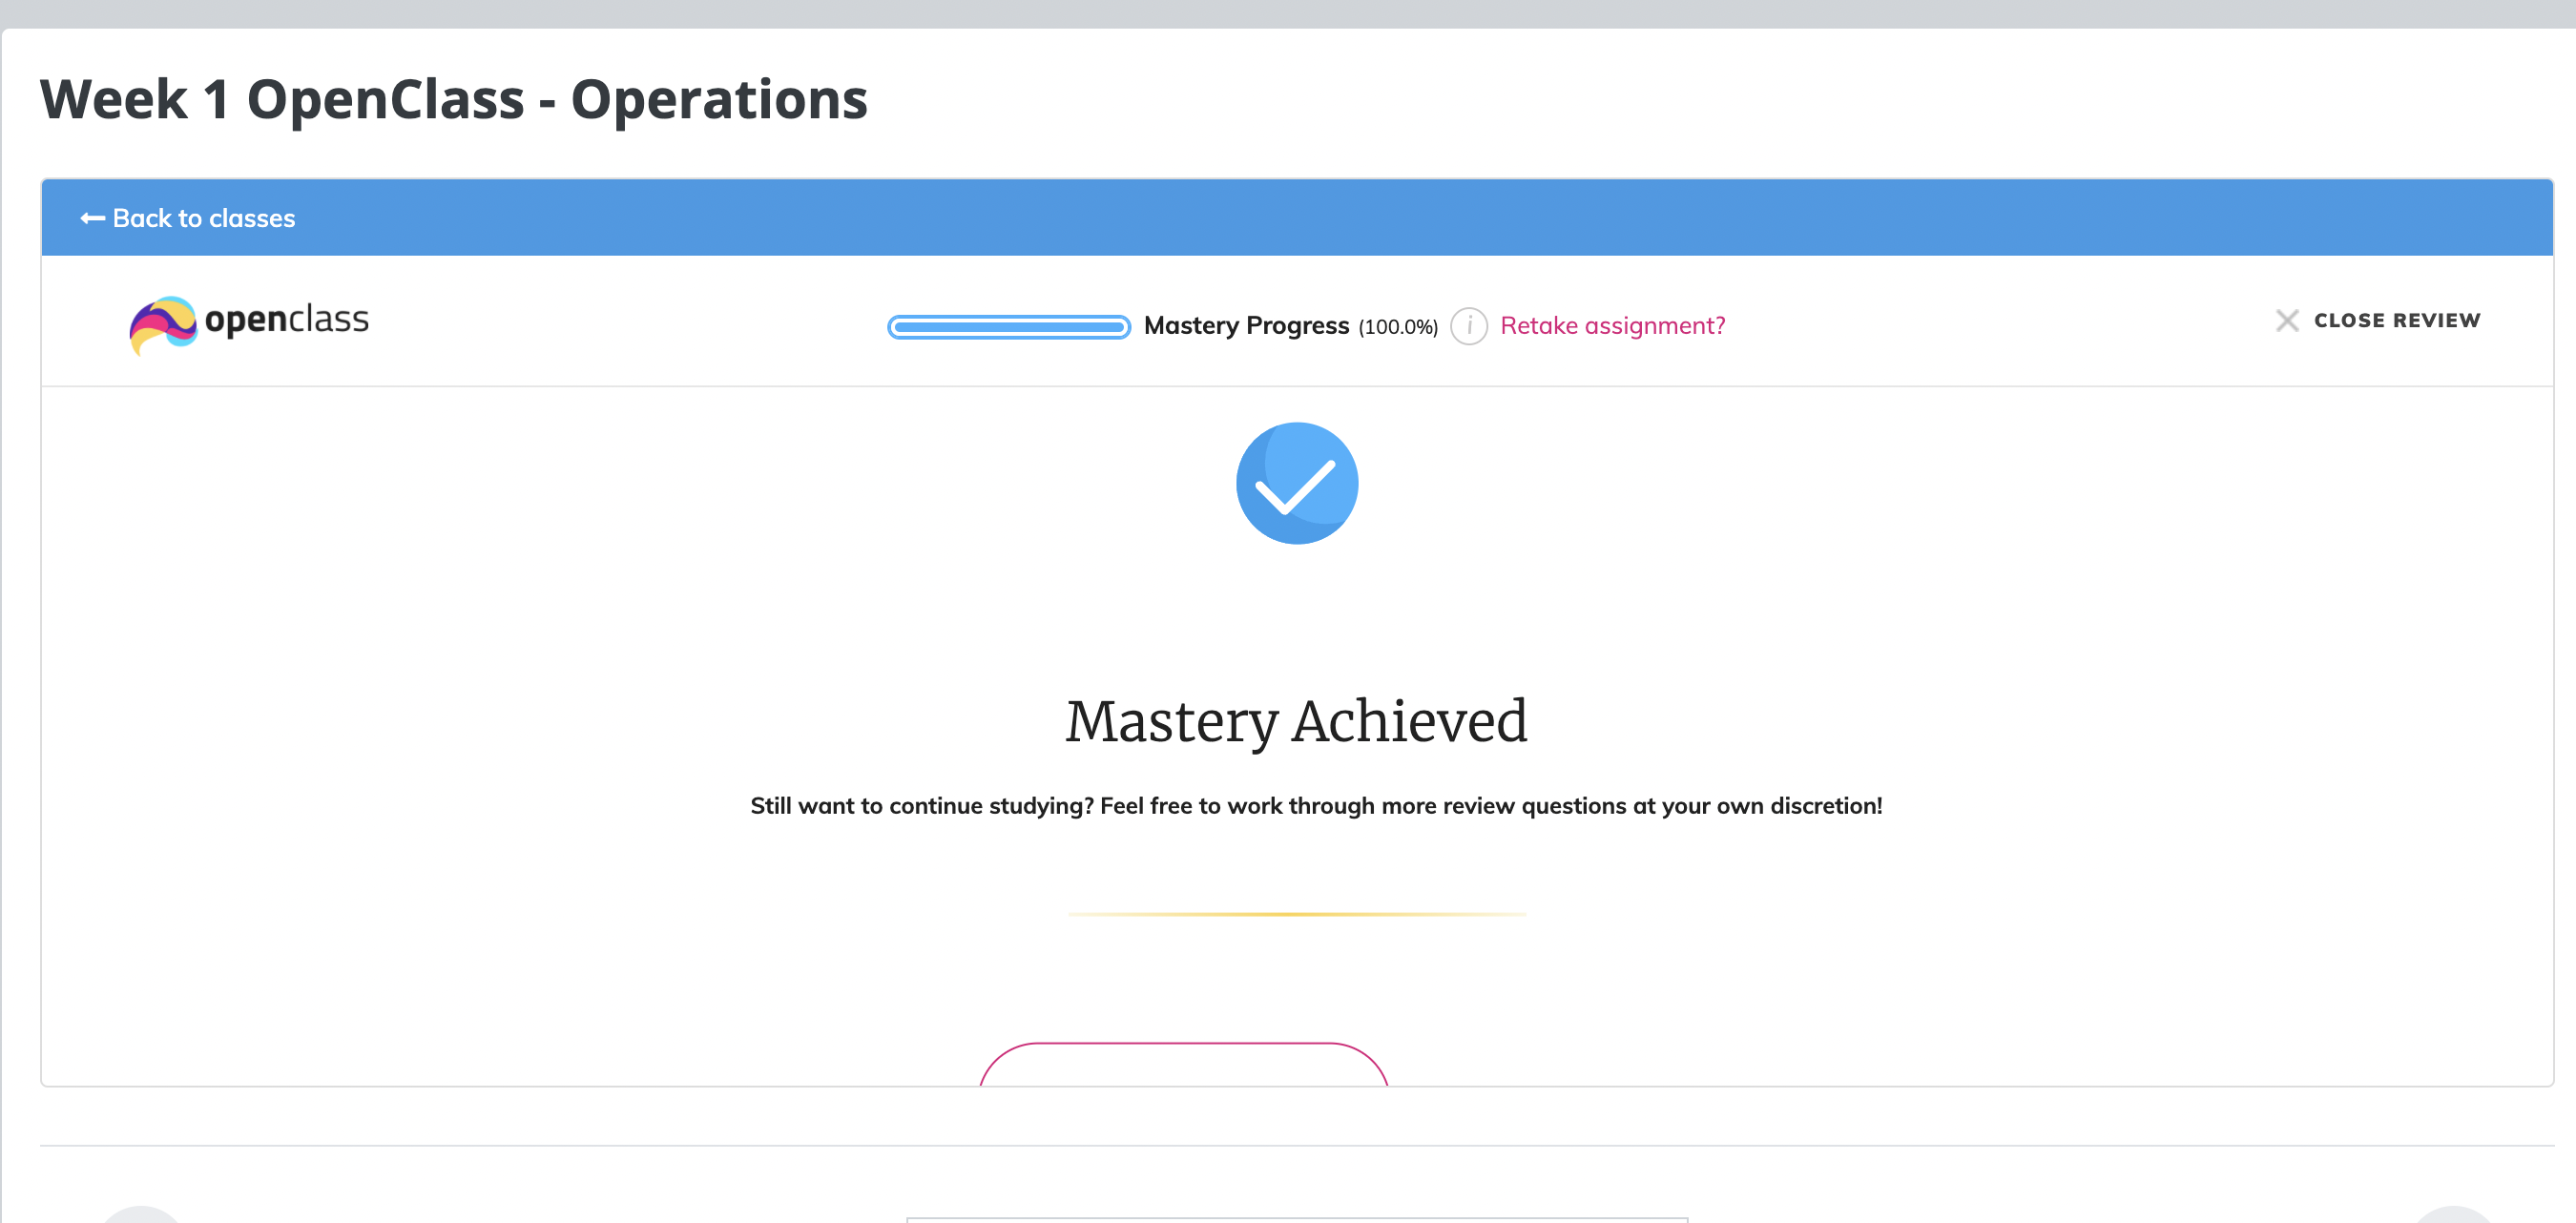 Week 1 OpenClass - Operations
Back to classes
openclass
Mastery Progress (100.0%) i Retake assignment?
CLOSE REVIEW
Mastery Achieved
Still want to continue studying? Feel free to work through more review questions at your own discretion!